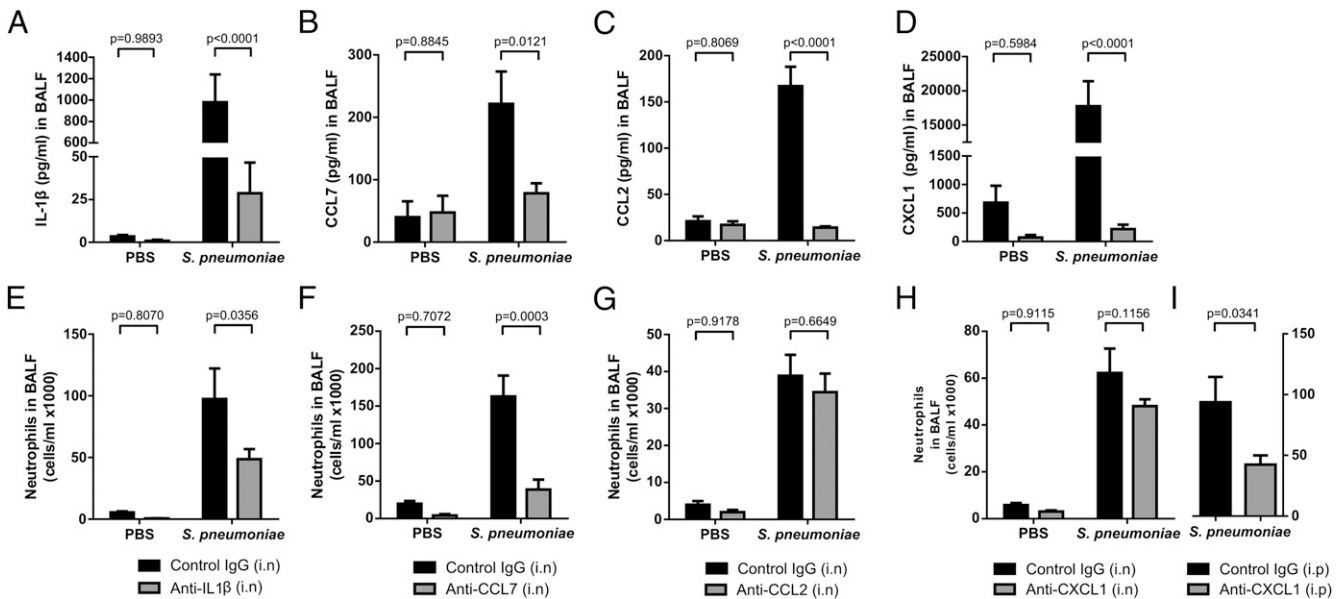 A
p=0.9893
p<0.0001
IL-1β (pg/ml) in BALF
1400
1200
1000
800
600
50
25
0
PBS
S. pneumoniae
B
p=0.8845
p=0.0121
CCL7 (pg/ml) in BALF
300
200
100
0
PBS
S. pneumoniae
C
p=0.8069
p<0.0001
CCL2 (pg/ml) in BALF
200
150
100
50
0
PBS
S. pneumoniae
D
p=0.5984
p<0.0001
CXCL1 (pg/ml) in BALF
25000
20000
15000
10000
1500
1000
500
0
PBS
S. pneumoniae
E
p=0.8070
p=0.0356
Neutrophils in BALF
(cells/ml x1000)
150
100
50
0
PBS
S. pneumoniae
Control IgG (i.n)
Anti-IL1β (i.n)
F
p=0.7072
p=0.0003
Neutrophils in BALF
(cells/ml x1000)
200
150
100
50
0
PBS
S. pneumoniae
Control IgG (i.n)
Anti-CCL7 (i.n)
G
p=0.9178
p=0.6649
Neutrophils in BALF
(cells/ml x1000)
50
40
30
20
10
0
PBS
S. pneumoniae
Control IgG (i.n)
Anti-CCL2 (i.n)
H
p=0.9115
p=0.1156
Neutrophils
in BALF
(cells/ml x1000)
80
60
40
20
0
PBS
S. pneumoniae
Control IgG (i.n)
Anti-CXCL1 (i.n)
I
p=0.0341
150
100
50
0
S. pneumoniae
Control IgG (i.p)
Anti-CXCL1 (i.p)